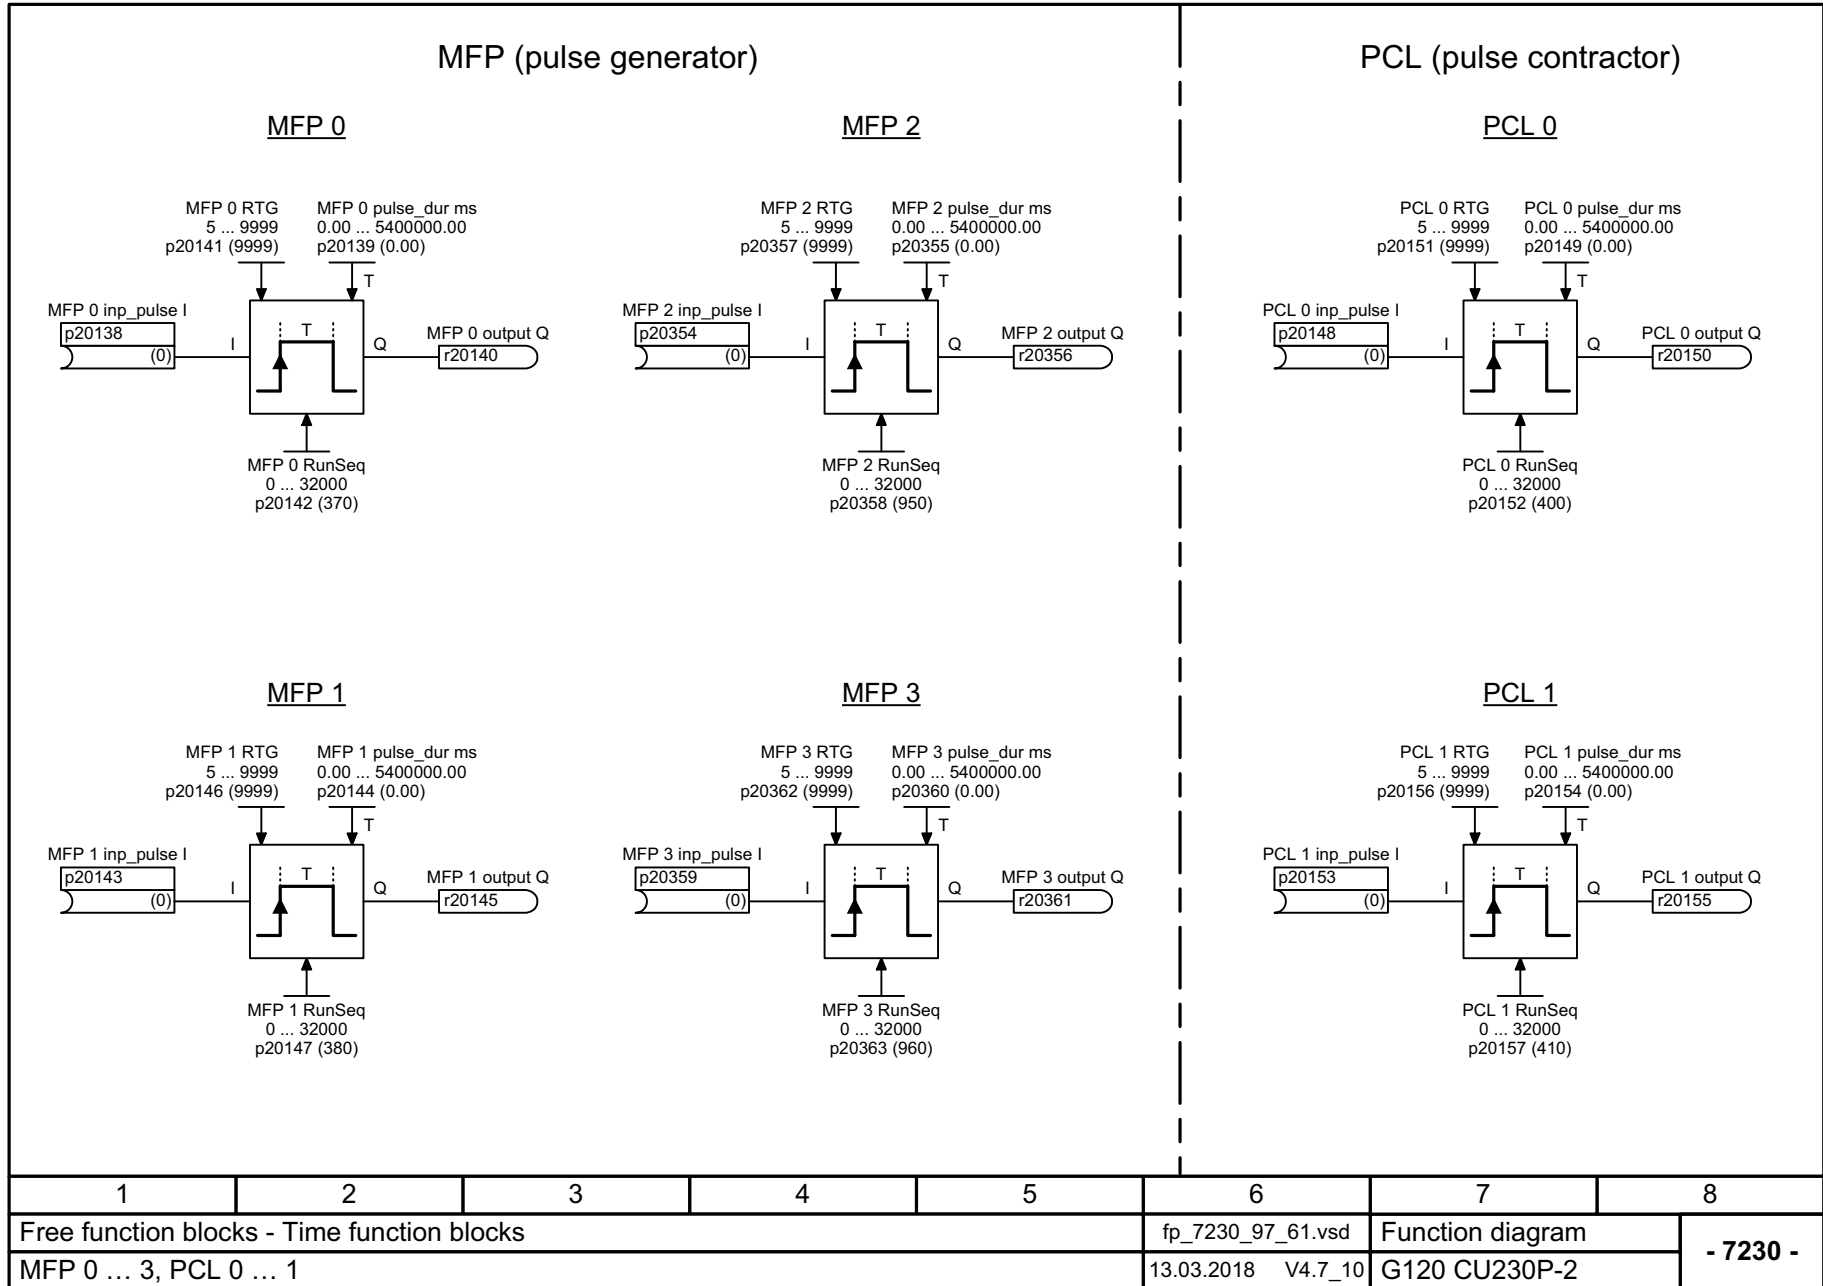 MFP (pulse generator)
PCL (pulse contractor)
MFP 0
MFP 2
PCL 0
MFP 0 RTG
5 ... 9999
p20141 (9999)
MFP 0 pulse_dur ms
0.00 ... 5400000.00
p20139 (0.00)
T
MFP 0 inp_pulse I
p20138
(0)
I
T
Q
MFP 0 output Q
r20140
MFP 0 RunSeq
0 ... 32000
p20142 (370)
MFP 2 RTG
5 ... 9999
p20357 (9999)
MFP 2 pulse_dur ms
0.00 ... 5400000.00
p20355 (0.00)
T
MFP 2 inp_pulse I
p20354
(0)
I
T
Q
MFP 2 output Q
r20356
MFP 2 RunSeq
0 ... 32000
p20358 (950)
PCL 0 RTG
5 ... 9999
p20151 (9999)
PCL 0 pulse_dur ms
0.00 ... 5400000.00
p20149 (0.00)
T
PCL 0 inp_pulse I
p20148
(0)
I
T
Q
PCL 0 output Q
r20150
PCL 0 RunSeq
0 ... 32000
p20152 (400)
MFP 1
MFP 3
PCL 1
MFP 1 RTG
5 ... 9999
p20146 (9999)
MFP 1 pulse_dur ms
0.00 ... 5400000.00
p20144 (0.00)
T
MFP 1 inp_pulse I
p20143
(0)
I
T
Q
MFP 1 output Q
r20145
MFP 1 RunSeq
0 ... 32000
p20147 (380)
MFP 3 RTG
5 ... 9999
p20362 (9999)
MFP 3 pulse_dur ms
0.00 ... 5400000.00
p20360 (0.00)
T
MFP 3 inp_pulse I
p20359
(0)
I
T
Q
MFP 3 output Q
r20361
MFP 3 RunSeq
0 ... 32000
p20363 (960)
PCL 1 RTG
5 ... 9999
p20156 (9999)
PCL 1 pulse_dur ms
0.00 ... 5400000.00
p20154 (0.00)
T
PCL 1 inp_pulse I
p20153
(0)
I
T
Q
PCL 1 output Q
r20155
PCL 1 RunSeq
0 ... 32000
p20157 (410)
1 2 3 4 5 6 7 8
Free function blocks - Time function blocks
fp_7230_97_61.vsd
Function diagram
- 7230 -
MFP 0 … 3, PCL 0 … 1
13.03.2018 V4.7_10
G120 CU230P-2